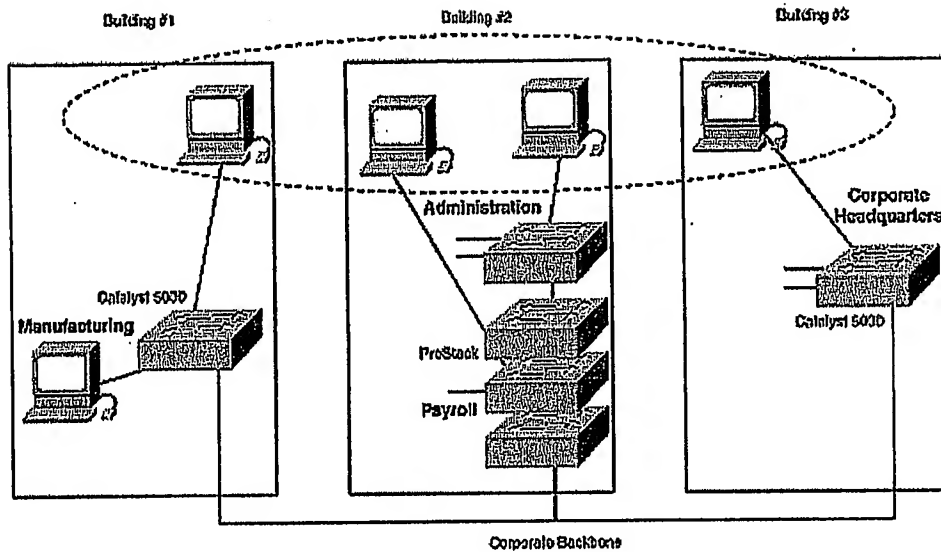 Building #1
Building #2
Building #3
Administration
Corporate
Headquarters
Catalyst 5000
Manufacturing
ProStack
Catalyst 5000
Payroll
Corporate Backbone